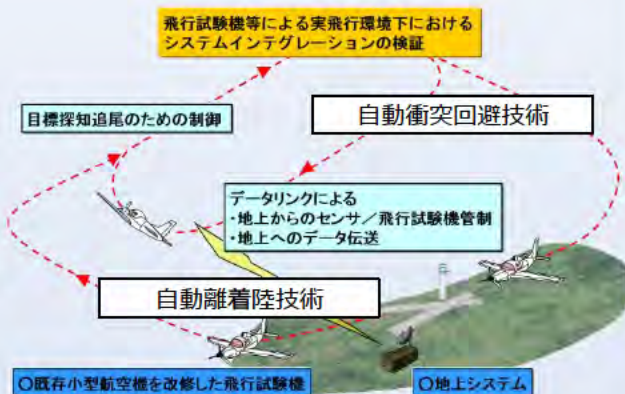 飛行試験機等による実飛行環境下における
システムインテグレーションの検証
目標探知追尾のための制御
自動衝突回避技術
データリンクによる
・地上からのセンサ／飛行試験機管制
・地上へのデータ伝送
自動離着陸技術
〇既存小型航空機を改修した飛行試験機
〇地上システム